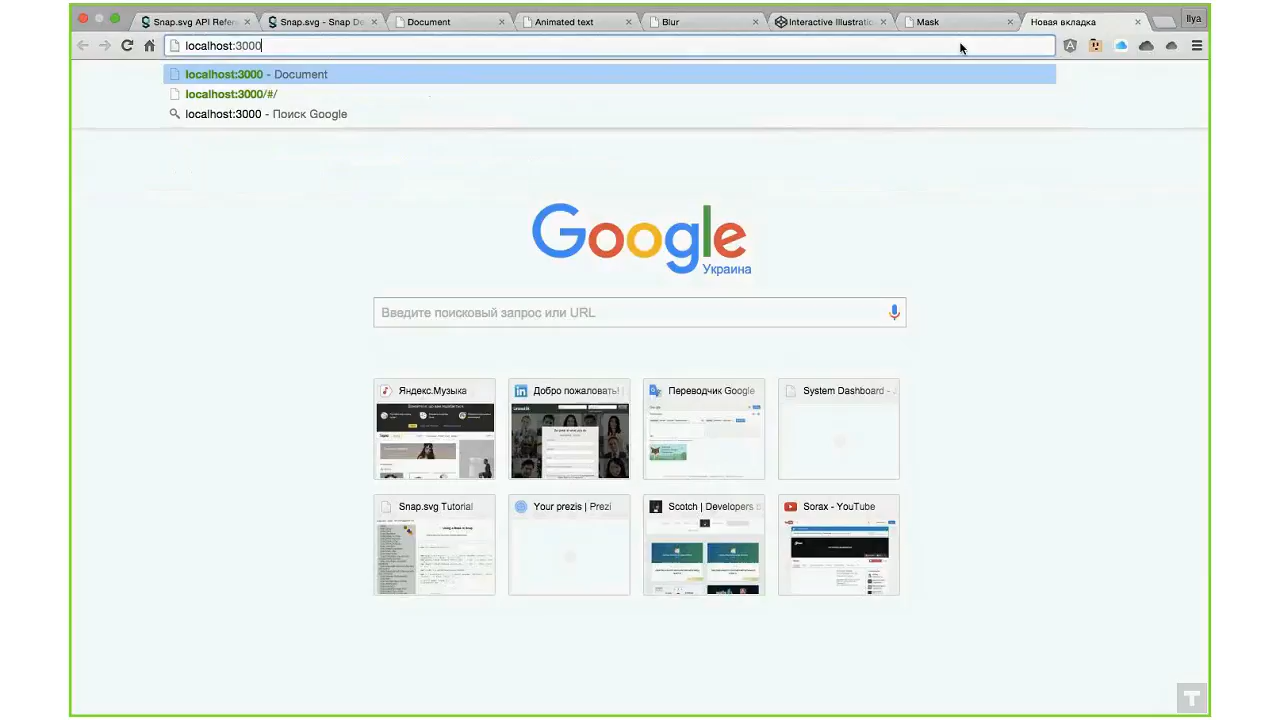 Snap.svg API Refer
Snap.svg - Snap De
Document
Animated text
Blur
Interactive Illustratio
Mask
Новая вкладка
Ilya
localhost:3000
localhost:3000 - Document
localhost:3000/#/
localhost:3000 - Поиск Google
Google
Украина
Введите поисковый запрос или URL
Яндекс.Музыка
Добро пожаловать!
Переводчик Google
System Dashboard -
Snap.svg Tutorial
Your prezis | Prezi
Scotch | Developers
Sorax - YouTube
T